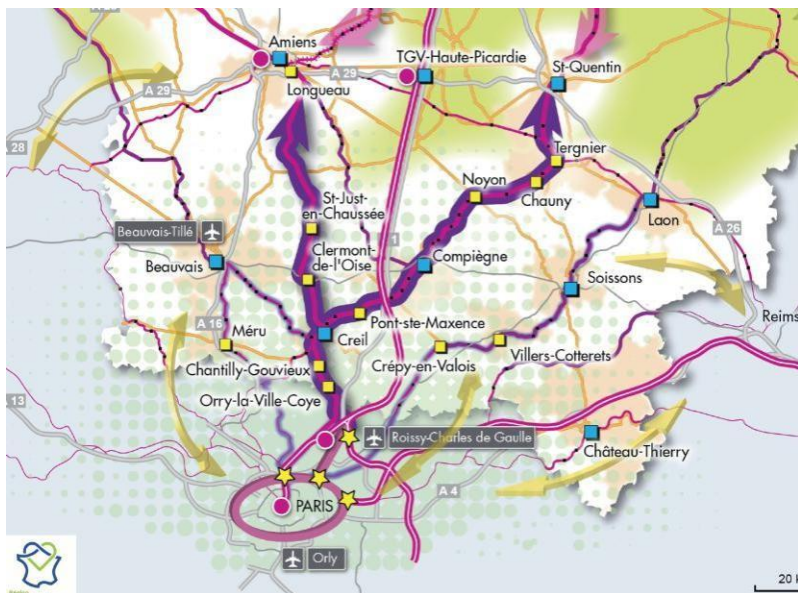 Amiens
TGV-Haute-Picardie
A 29
St-Quentin
A 29
Longueau
28
Tergnier
Noyon
Chauny
St-Just-
en-Chaussée
Laon
Beauvais-Tillé
Clermont-
de-l'Oise
1
A 26
Beauvais
Compiègne
Soissons
A 16
Reims
Méru
Creil
Pont-ste-Maxence
Villers-Cotterets
Chantilly-Gouvieux
Crépy-en-Valois
Orry-la-Ville-Coye
13
Roissy-Charles de Gaulle
Château-Thierry
A 4
PARIS
Orly
20 k